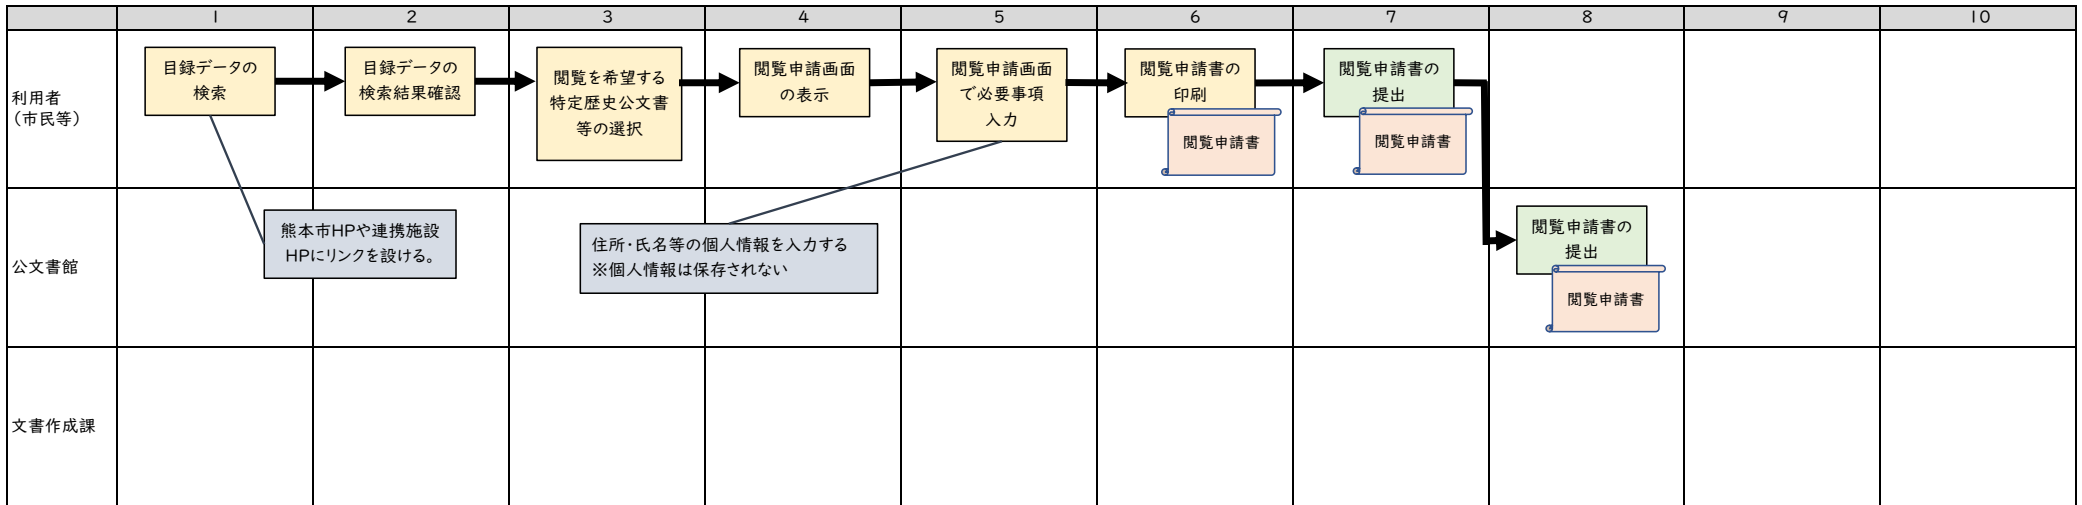 1 2 3 4 5 6 7 8 9 10
利用者
(市民等)
目録データの
検索
目録データの
検索結果確認
閲覧を希望する
特定歴史公文書
等の選択
閲覧申請画面
の表示
閲覧申請画面
で必要事項
入力
閲覧申請書の
印刷
閲覧申請書
閲覧申請書の
提出
閲覧申請書
公文書館
熊本市HPや連携施設
HPにリンクを設ける。
住所・氏名等の個人情報を入力する
※個人情報は保存されない
閲覧申請書の
提出
閲覧申請書
文書作成課